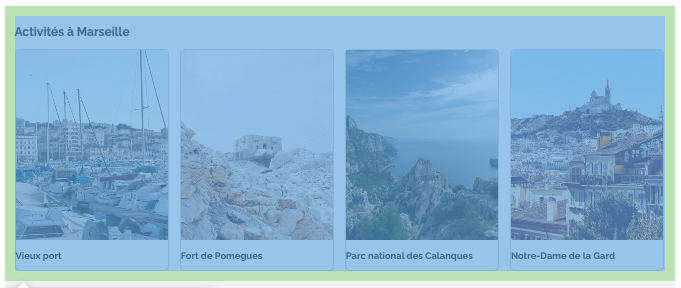 Activités à Marseille
Vieux port
Fort de Pomegues
Parc national des Calanques
Notre-Dame de la Gard